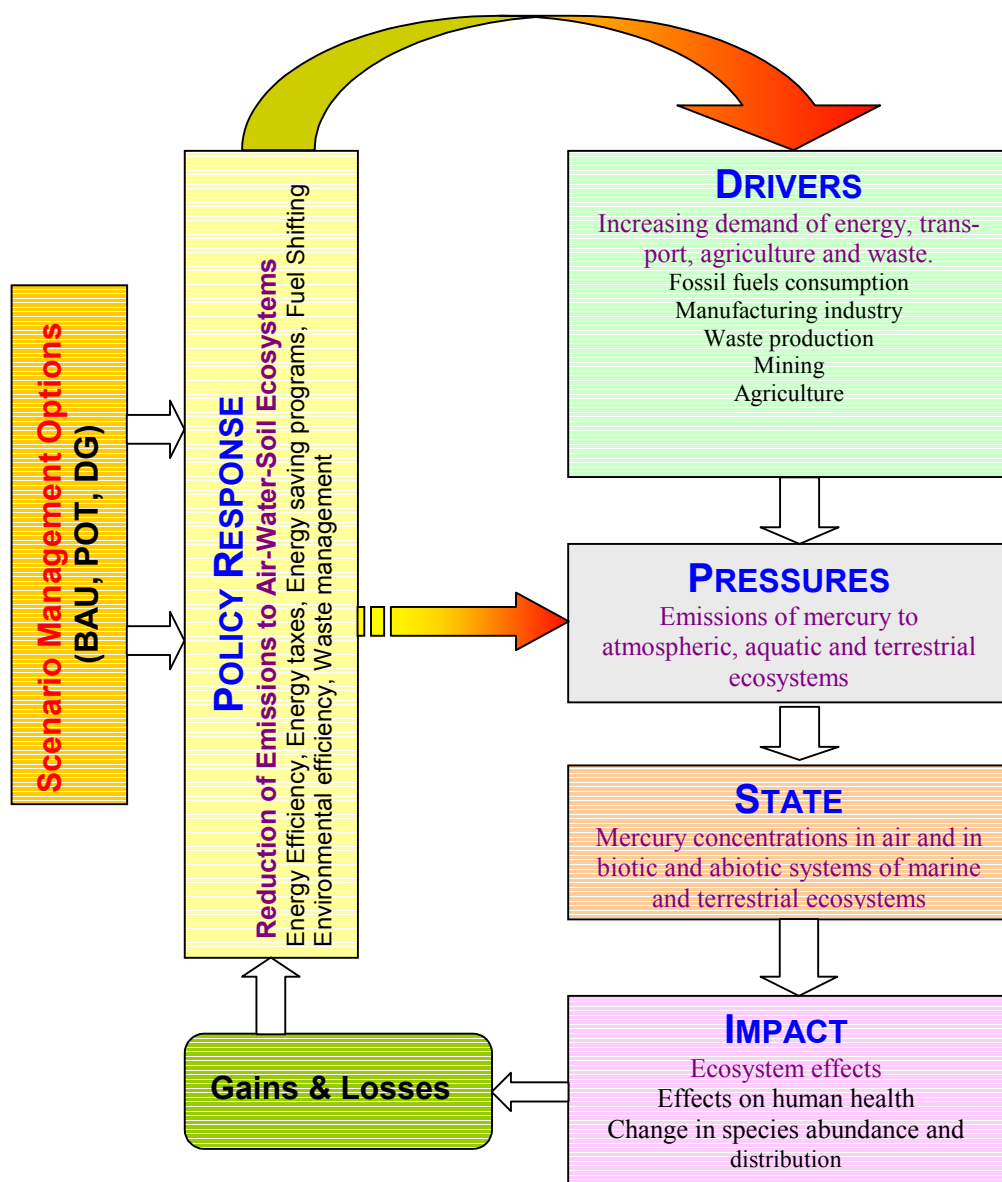 Scenario Management Options
(BAU, POT, DG)
POLICY RESPONSE
Reduction of Emissions to Air-Water-Soil Ecosystems
Energy Efficiency, Energy taxes, Energy saving programs, Fuel Shifting
Environmental efficiency, Waste management
DRIVERS
Increasing demand of energy, trans-
port, agriculture and waste.
Fossil fuels consumption
Manufacturing industry
Waste production
Mining
Agriculture
PRESSURES
Emissions of mercury to
atmospheric, aquatic and terrestrial
ecosystems
STATE
Mercury concentrations in air and in
biotic and abiotic systems of marine
and terrestrial ecosystems
IMPACT
Ecosystem effects
Effects on human health
Change in species abundance and
distribution
Gains & Losses